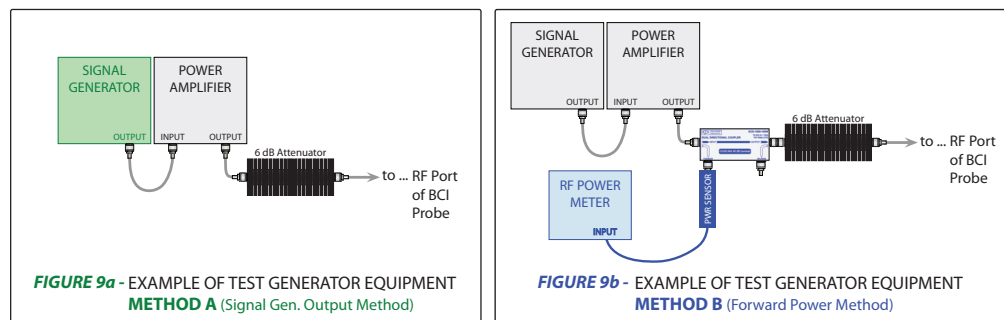 SIGNAL
GENERATOR
OUTPUT
POWER
AMPLIFIER
INPUT
OUTPUT
6 dB Attenuator
to ... RF Port
of BCI
Probe
FIGURE 9a - EXAMPLE OF TEST GENERATOR EQUIPMENT
METHOD A (Signal Gen. Output Method)
SIGNAL
GENERATOR
OUTPUT
POWER
AMPLIFIER
INPUT
OUTPUT
DUAL DIRECTIONAL COUPLER
6 dB Attenuator
to ... RF Port
of BCI
Probe
RF POWER
METER
INPUT
PWR SENSOR
FIGURE 9b - EXAMPLE OF TEST GENERATOR EQUIPMENT
METHOD B (Forward Power Method)